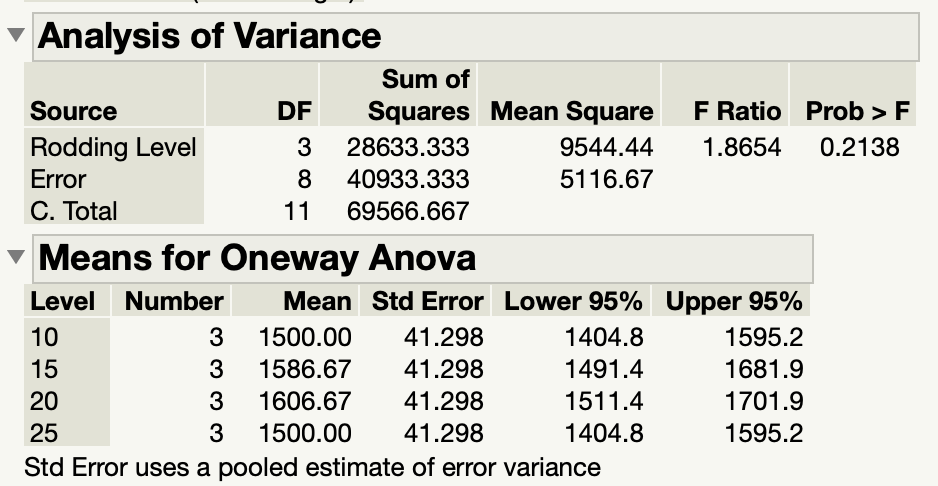 Analysis of Variance
Sum of
Source DF Squares Mean Square F Ratio Prob > F
Rodding Level 3 28633.333 9544.44 1.8654 0.2138
Error 8 40933.333 5116.67
C. Total 11 69566.667
Means for Oneway Anova
Level Number Mean Std Error Lower 95% Upper 95%
10 3 1500.00 41.298 1404.8 1595.2
15 3 1586.67 41.298 1491.4 1681.9
20 3 1606.67 41.298 1511.4 1701.9
25 3 1500.00 41.298 1404.8 1595.2
Std Error uses a pooled estimate of error variance